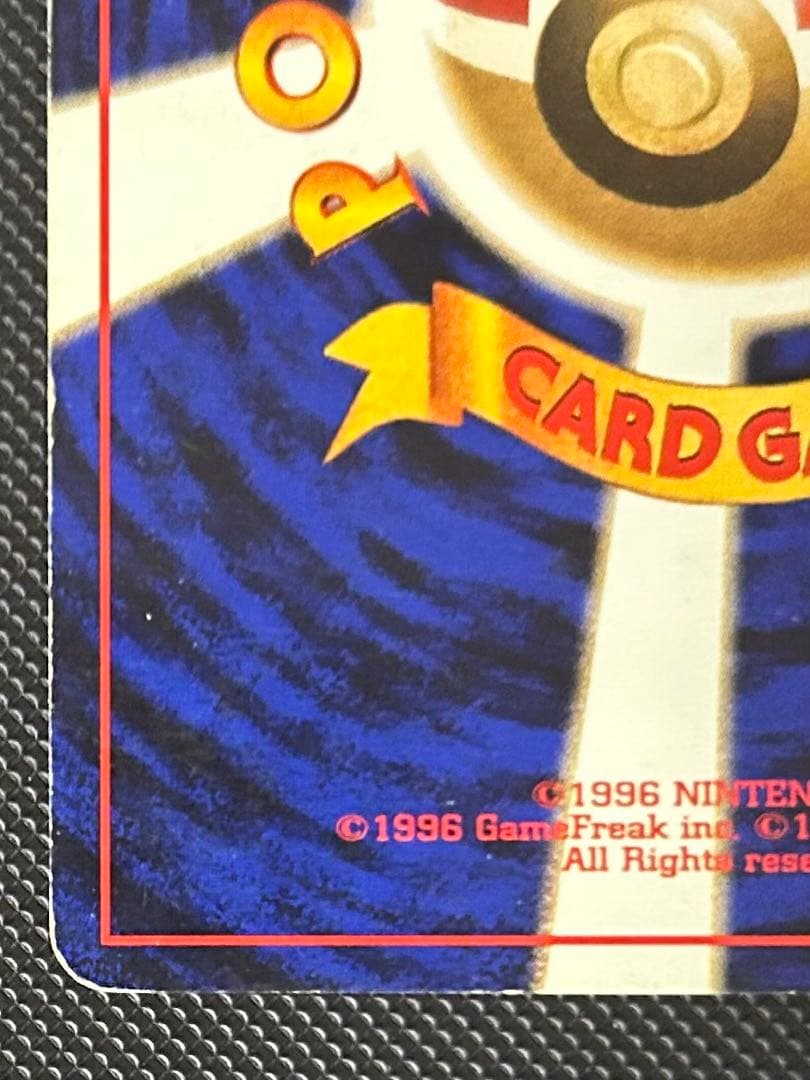 PO
CARD GA
©1996 NINTEN
©1996 GameFreak inc. ©1
All Rights rese